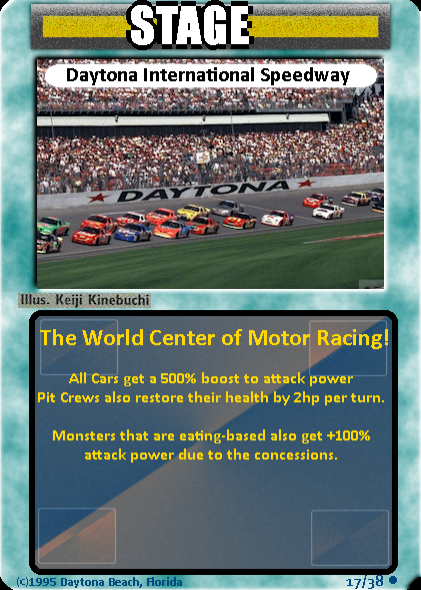 STAGE
Daytona International Speedway
DAYTONA
Illus. Keiji Kinebuchi
The World Center of Motor Racing!
All Cars get a 500% boost to attack power
Pit Crews also restore their health by 2hp per turn.
Monsters that are eating-based also get +100%
attack power due to the concessions.
(c)1995 Daytona Beach, Florida
17/38